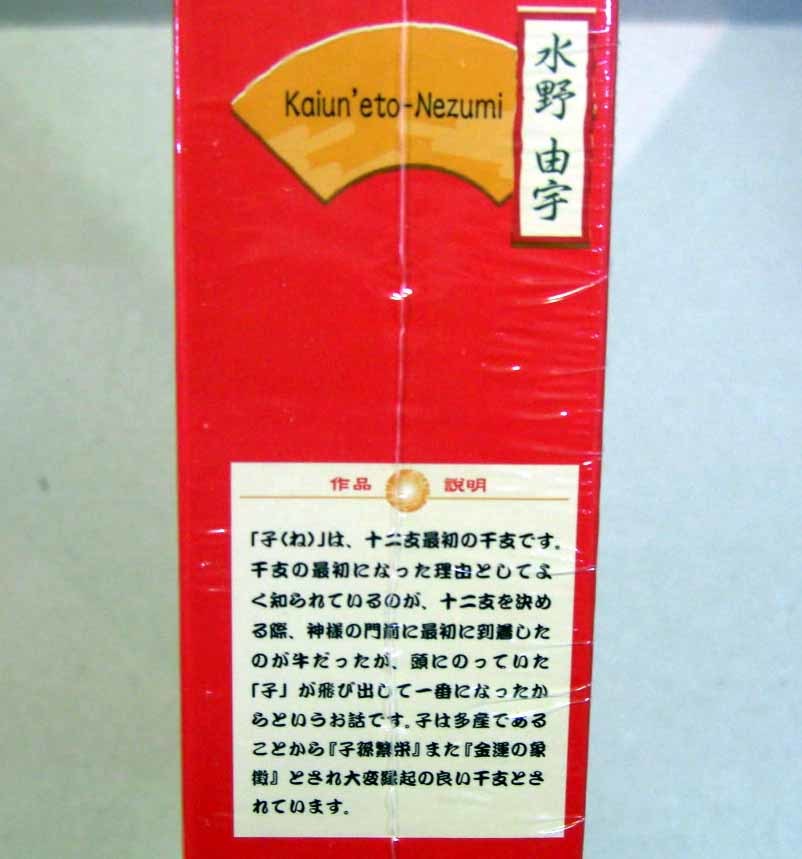 Kaiun'eto-Nezumi
水野 由宇
作品 説明
「子(ね)」は、十二支最初の干支です。
干支の最初になった理由としてよ
く知られているのが、十二支を決め
る際、神様の門前に最初に到着した
のが牛だったが、頭にのっていた
「子」が飛び出して一番になったか
らというお話です。子は多産である
ことから『子孫繁栄』また『金運の象
徴』とされ大変縁起の良い干支とさ
れています。